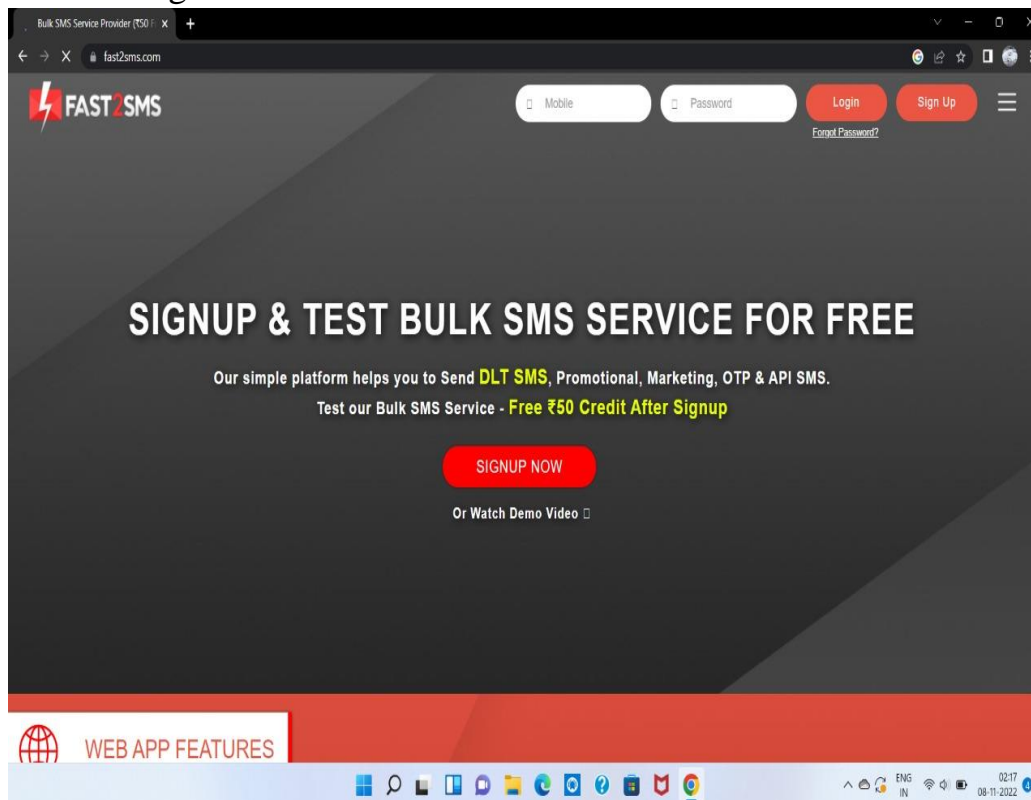 Bulk SMS Service Provider (₹50 F
fast2sms.com
FAST2SMS
Mobile
Password
Login
Sign Up
Forgot Password?
SIGNUP & TEST BULK SMS SERVICE FOR FREE
Our simple platform helps you to Send DLT SMS, Promotional, Marketing, OTP & API SMS.
Test our Bulk SMS Service - Free ₹50 Credit After Signup
SIGNUP NOW
Or Watch Demo Video
WEB APP FEATURES
ENG
IN
02:17
08-11-2022